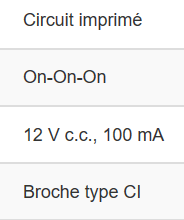 Circuit imprimé
On-On-On
12 V c.c., 100 mA
Broche type CI